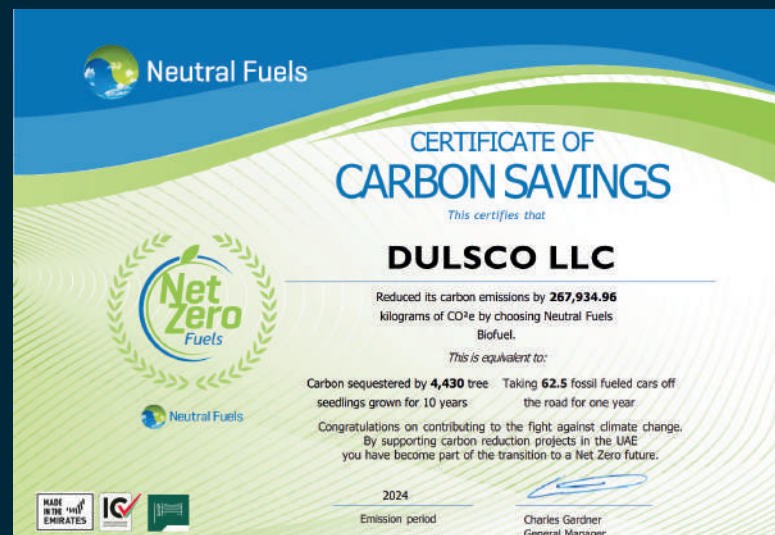 Neutral Fuels
CERTIFICATE OF
CARBON SAVINGS
This certifies that
DULSCO LLC
Reduced its carbon emissions by 267,934.96
kilograms of CO²e by choosing Neutral Fuels
Biofuel.
This is equivalent to:
Net
Zero
Fuels
Carbon sequestered by 4,430 tree
seedlings grown for 10 years
Taking 62.5 fossil fueled cars off
the road for one year
Neutral Fuels
Congratulations on contributing to the fight against climate change.
By supporting carbon reduction projects in the UAE
you have become part of the transition to a Net Zero future.
2024
Emission period
Charles Gardner
General Manager
MADE
IN THE
EMIRATES